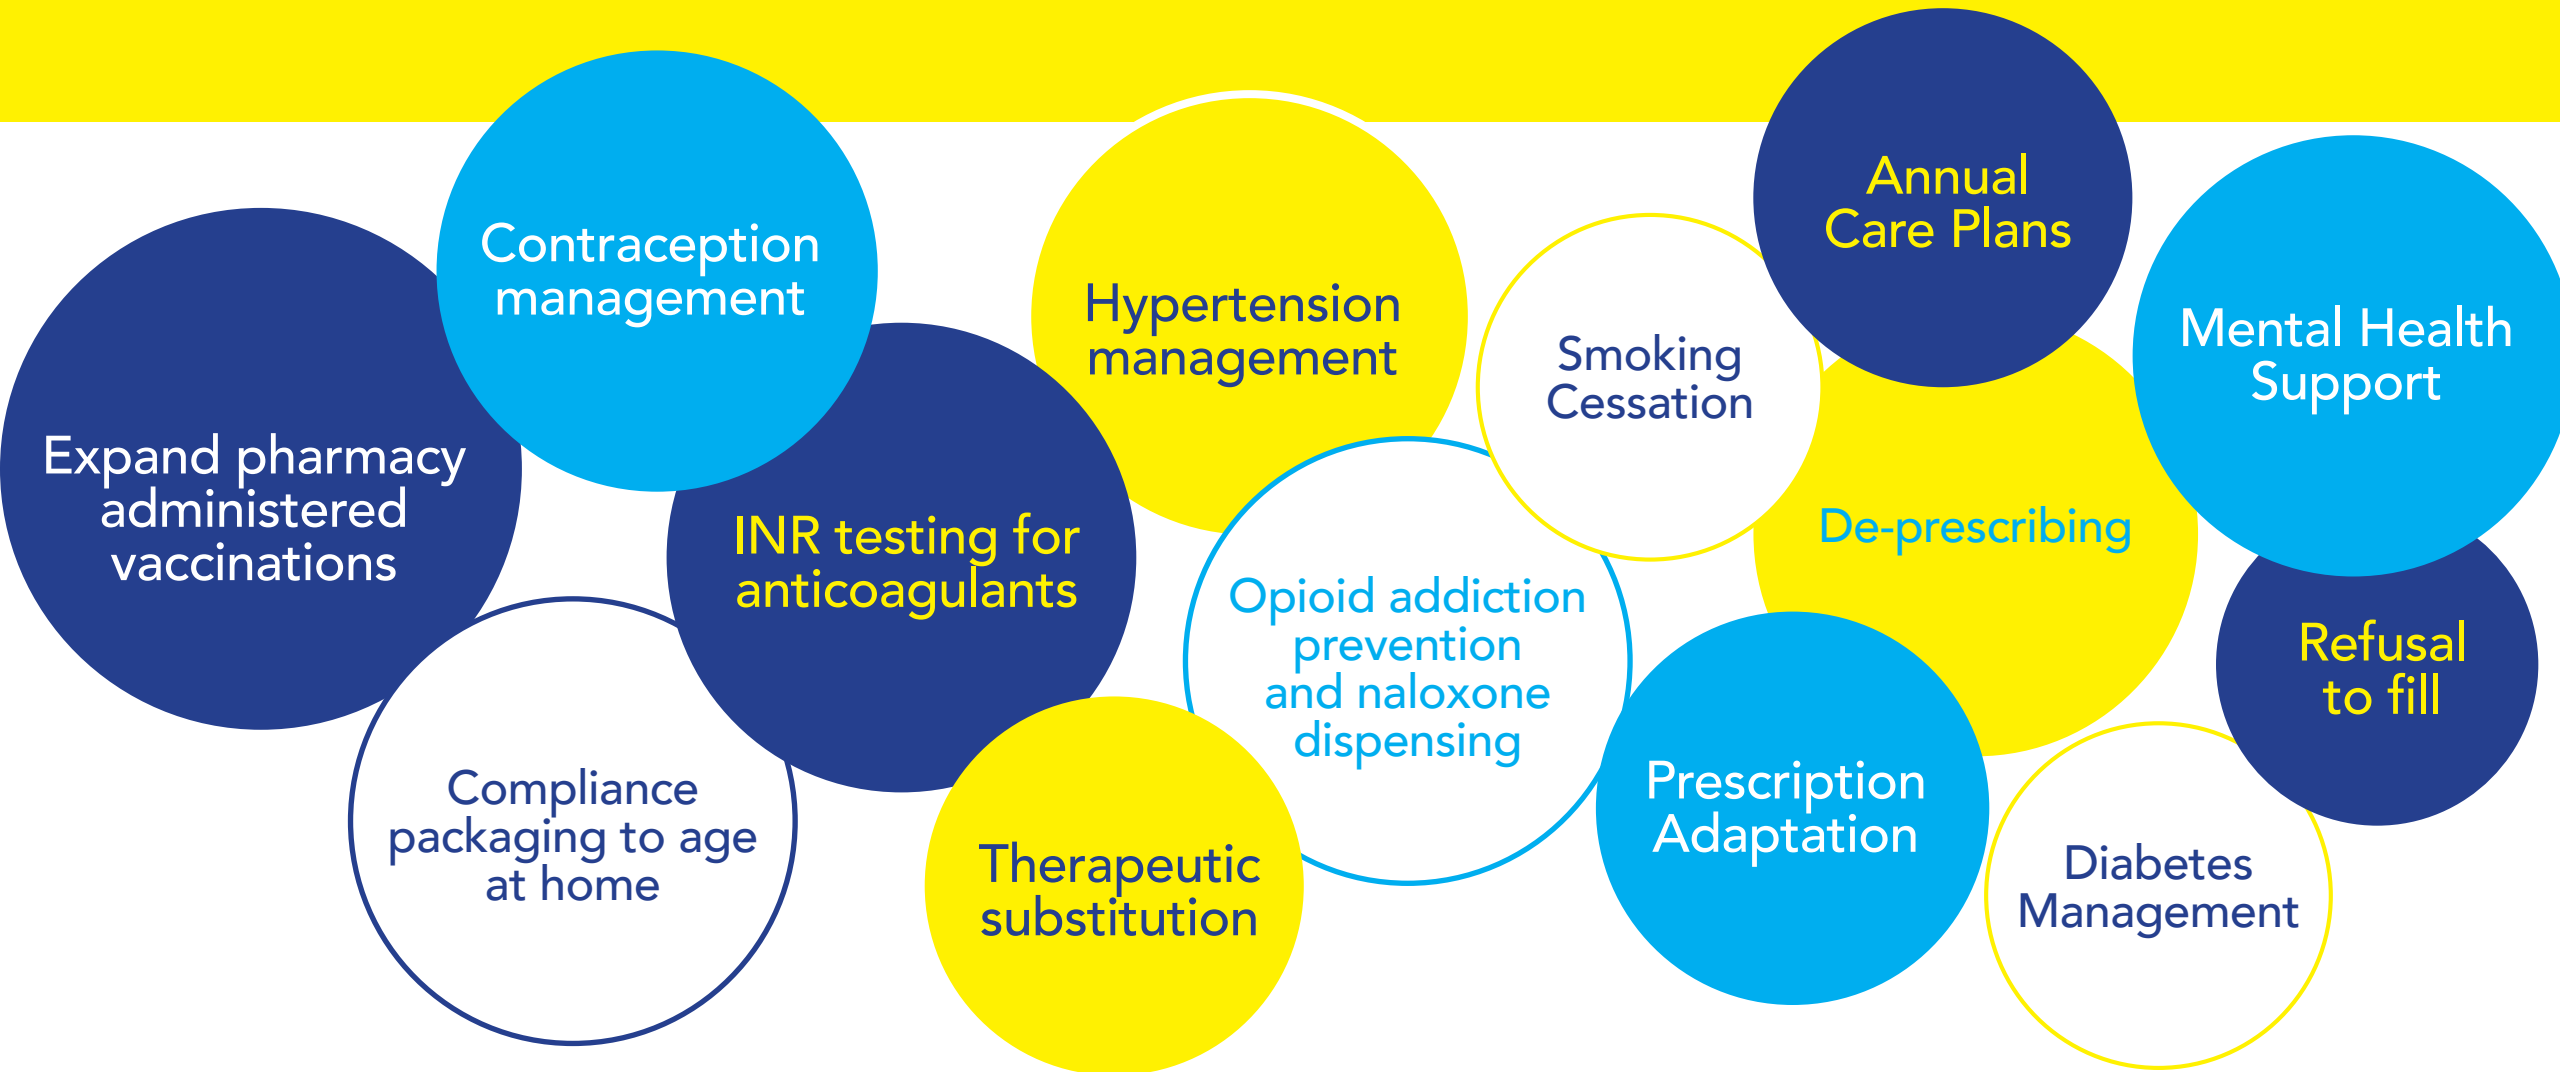 Expand pharmacy
administered
vaccinations
Contraception
management
Compliance
packaging to age
at home
INR testing for
anticoagulants
Hypertension
management
Therapeutic
substitution
Opioid addiction
prevention
and naloxone
dispensing
Smoking
Cessation
Annual
Care Plans
De-prescribing
Prescription
Adaptation
Mental Health
Support
Refusal
to fill
Diabetes
Management